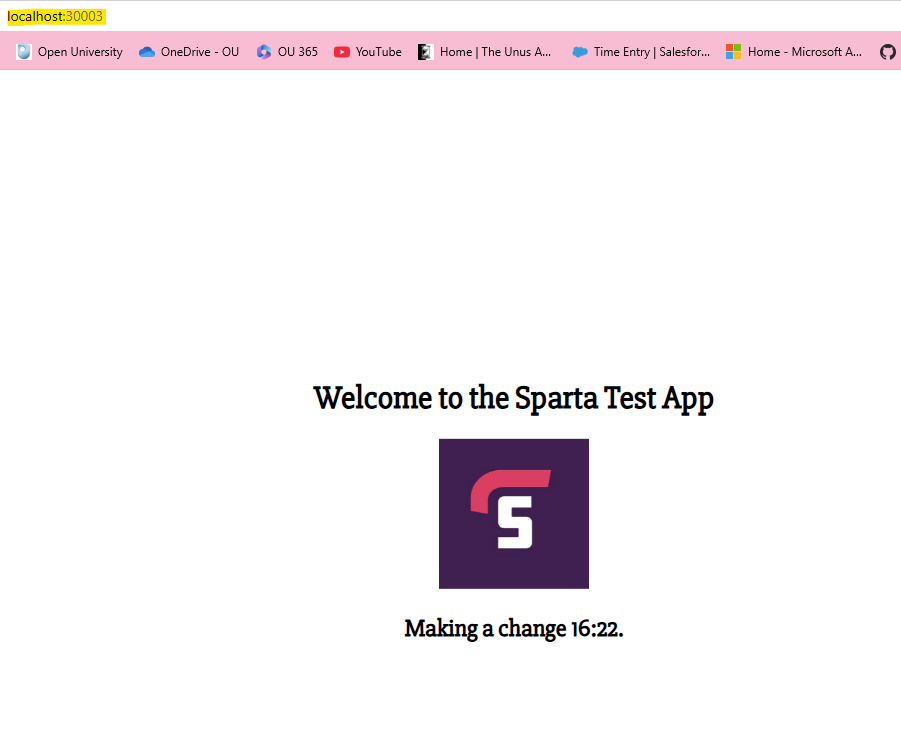 localhost:30003
Open University OneDrive - OU OU 365 YouTube Home | The Unus A... Time Entry | Salesfor... Home - Microsoft A...
Welcome to the Sparta Test App
S
Making a change 16:22.